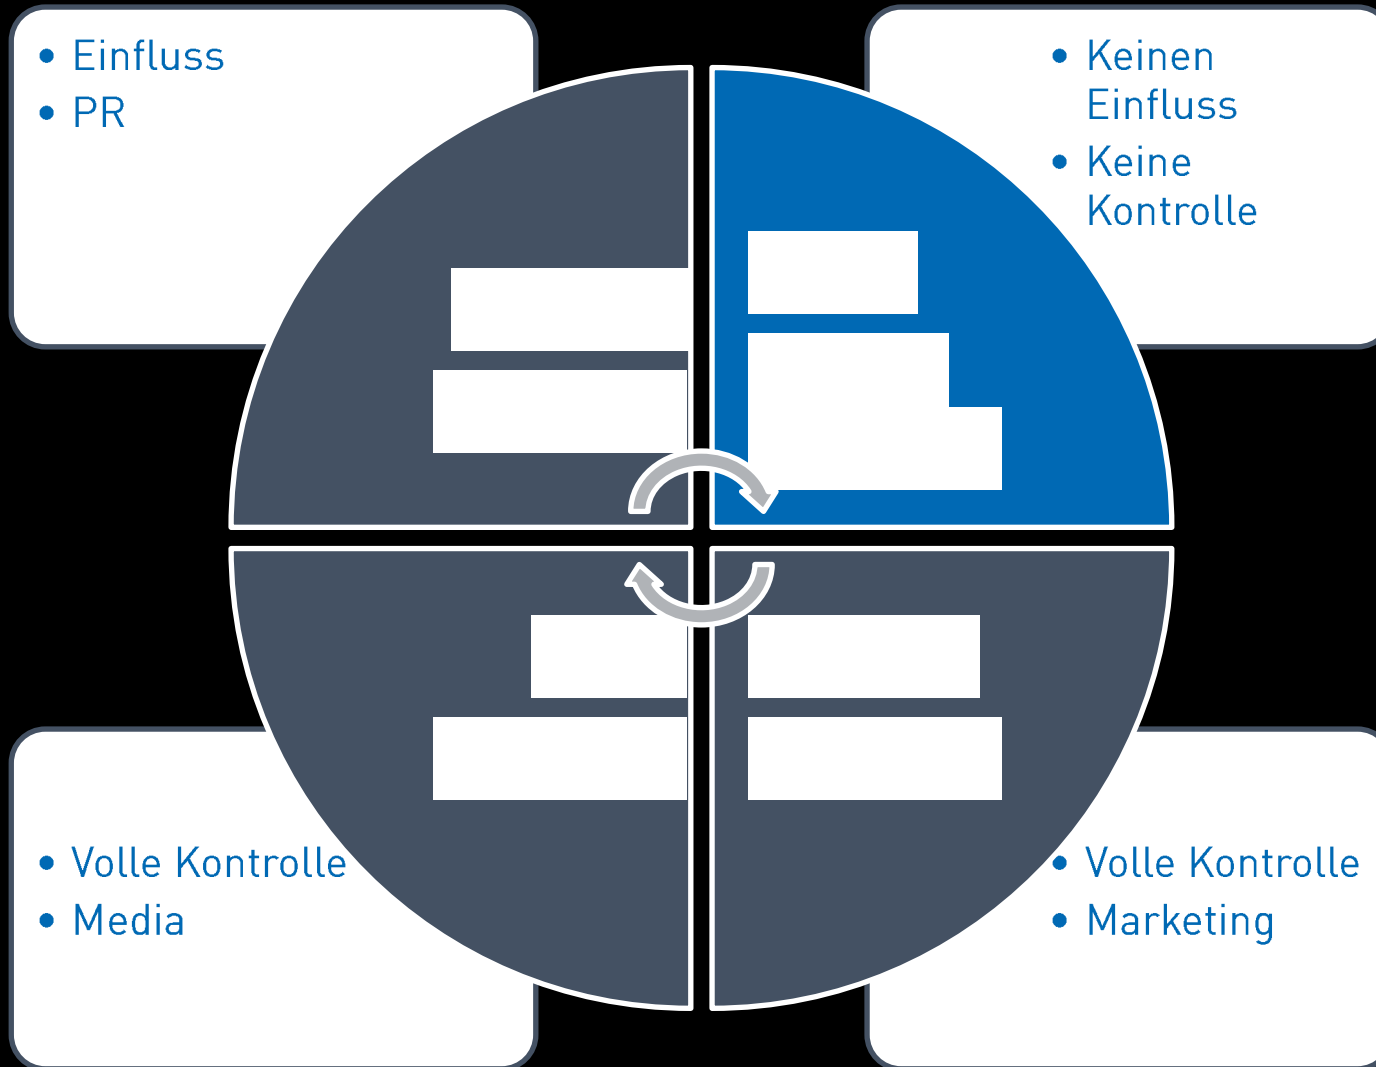 • Einfluss
• PR
• Keinen
Einfluss
• Keine
Kontrolle
• Volle Kontrolle
• Media
• Volle Kontrolle
• Marketing